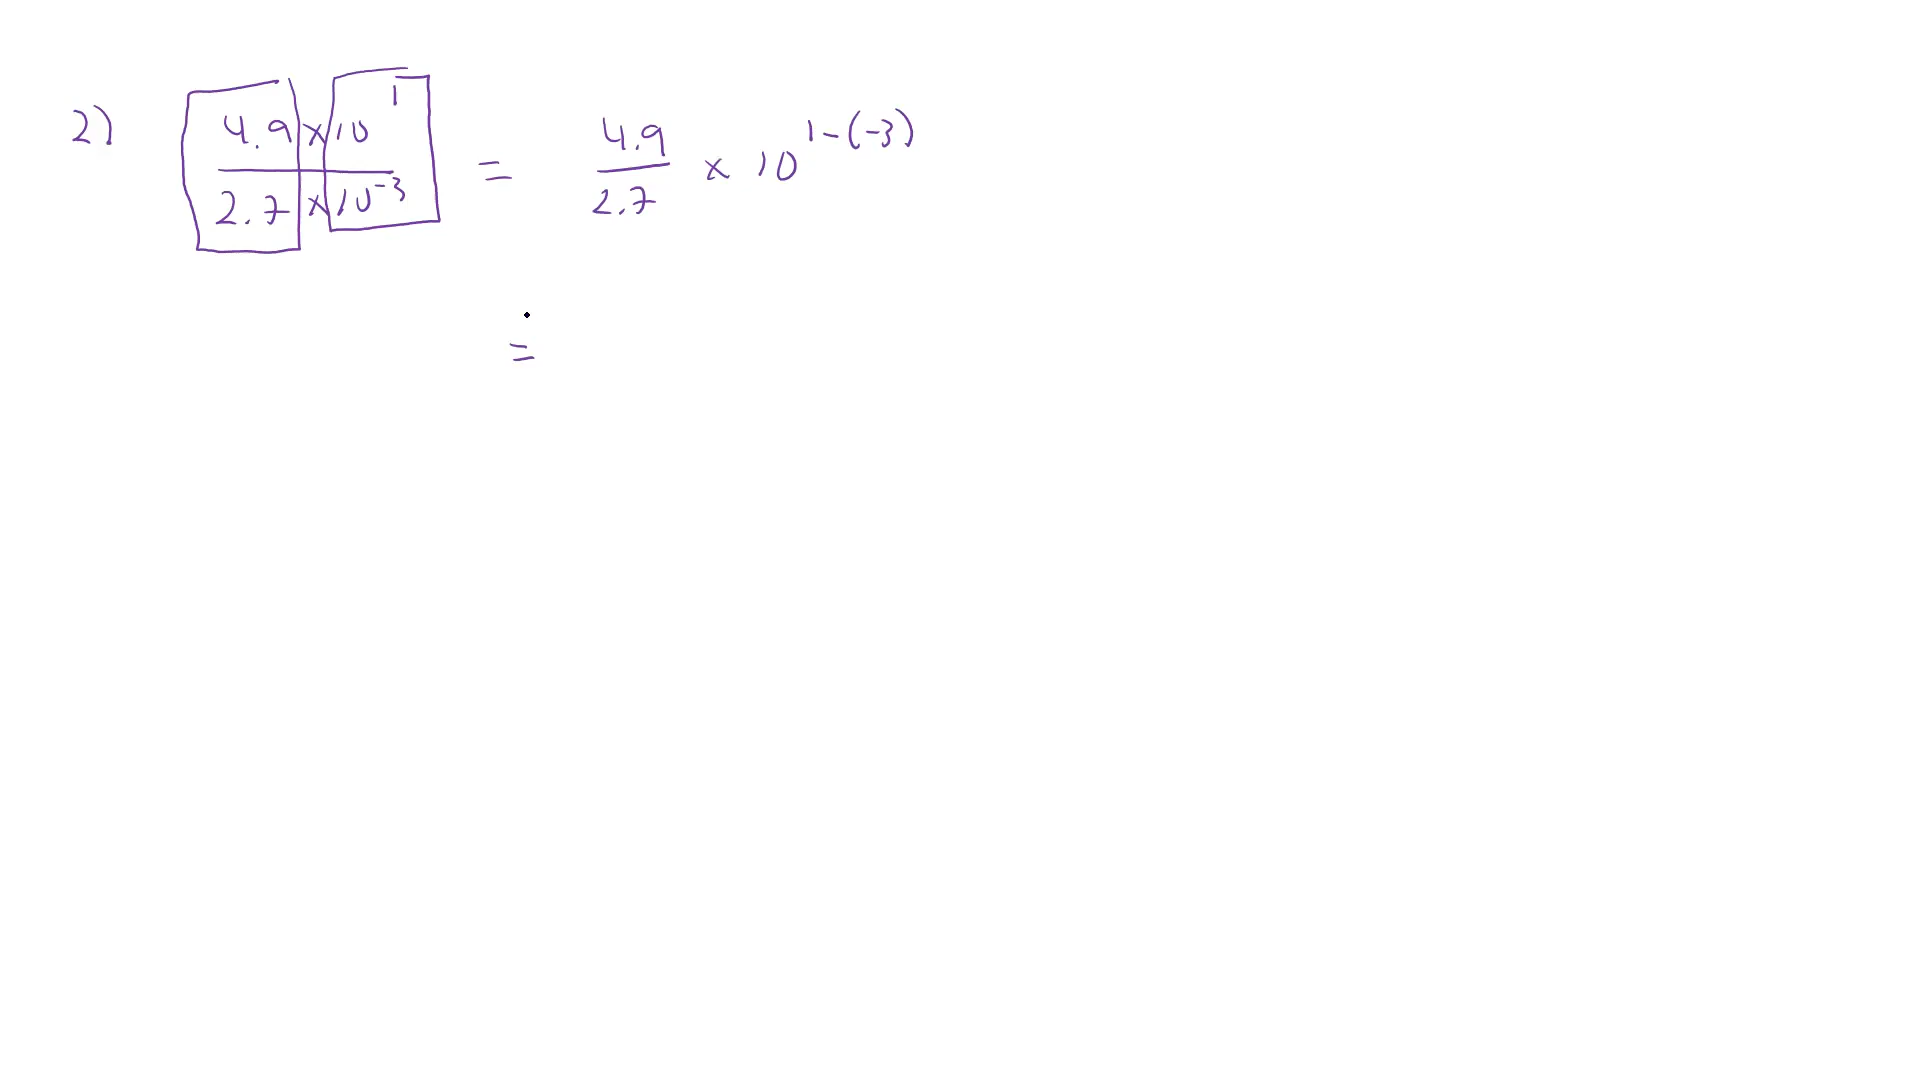 2) 4.9 × 10^1 / 2.7 × 10^-3 = 4.9 / 2.7 × 10^1-(-3)
=